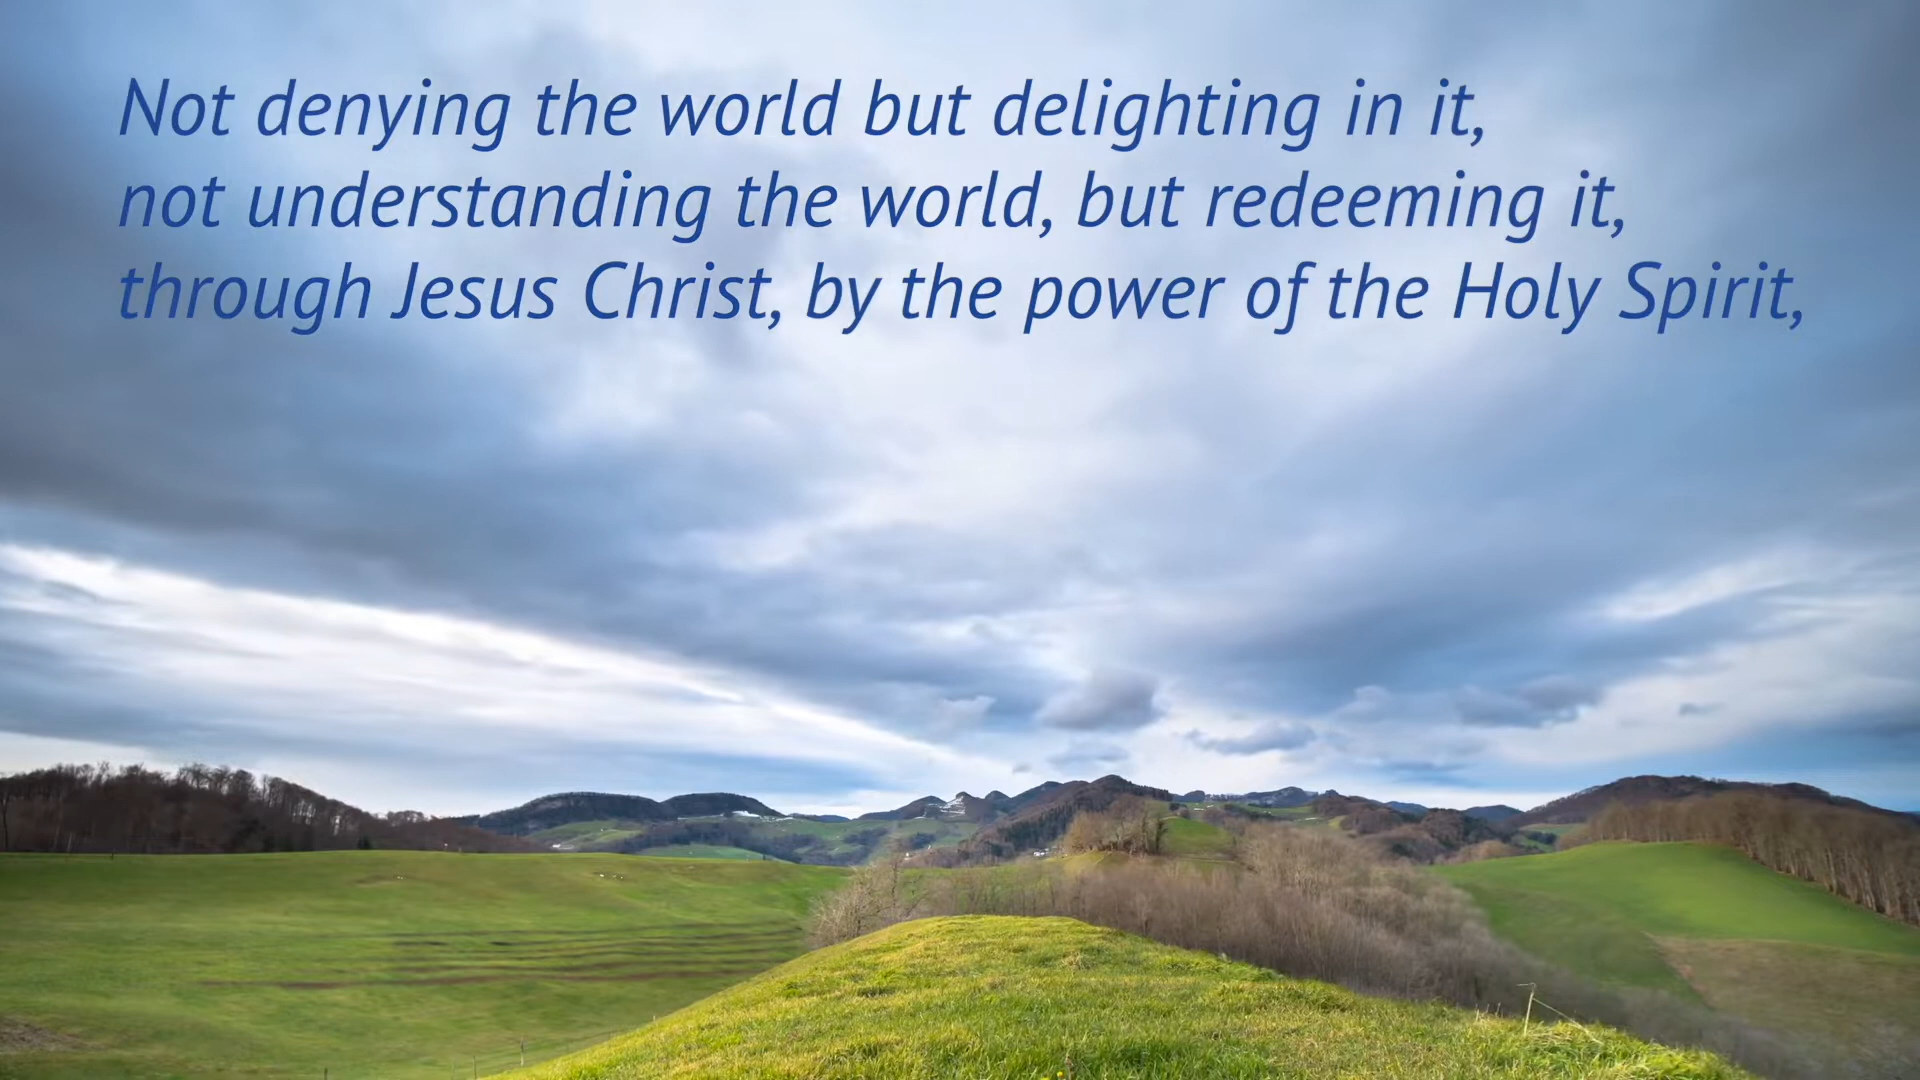 Not denying the world but delighting in it,
not understanding the world, but redeeming it,
through Jesus Christ, by the power of the Holy Spirit,